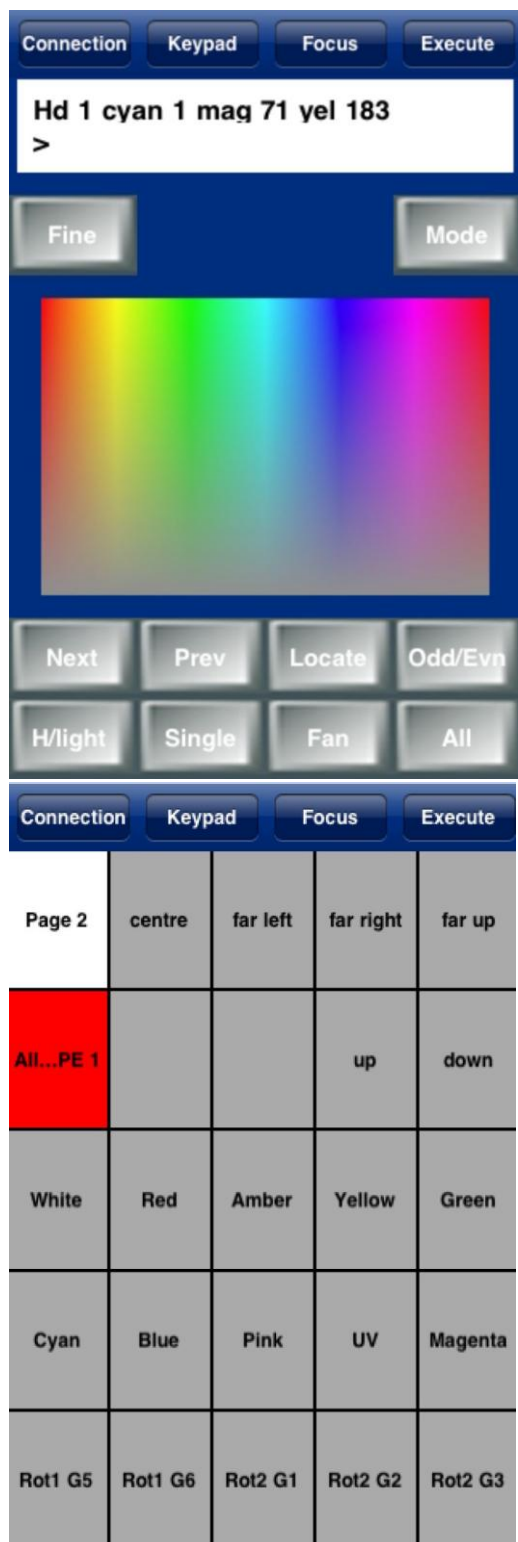 Connection Keypad Focus Execute
Hd 1 cyan 1 mag 71 yel 183
>
Fine Mode
Next Prev Locate Odd/Evn
H/light Single Fan All
Connection Keypad Focus Execute
Page 2 centre far left far right far up
All...PE 1 up down
White Red Amber Yellow Green
Cyan Blue Pink UV Magenta
Rot1 G5 Rot1 G6 Rot2 G1 Rot2 G2 Rot2 G3